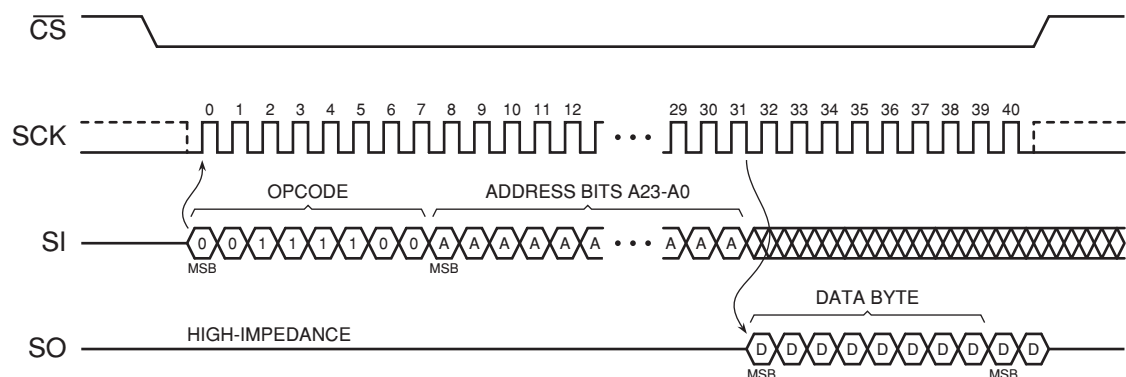 CS
0 1 2 3 4 5 6 7 8 9 10 11 12 29 30 31 32 33 34 35 36 37 38 39 40
SCK
OPCODE ADDRESS BITS A23-A0
SI 0 0 1 1 1 1 0 0 A A A A A A A A A
MSB MSB
DATA BYTE
HIGH-IMPEDANCE
SO D D D D D D D D D D
MSB MSB